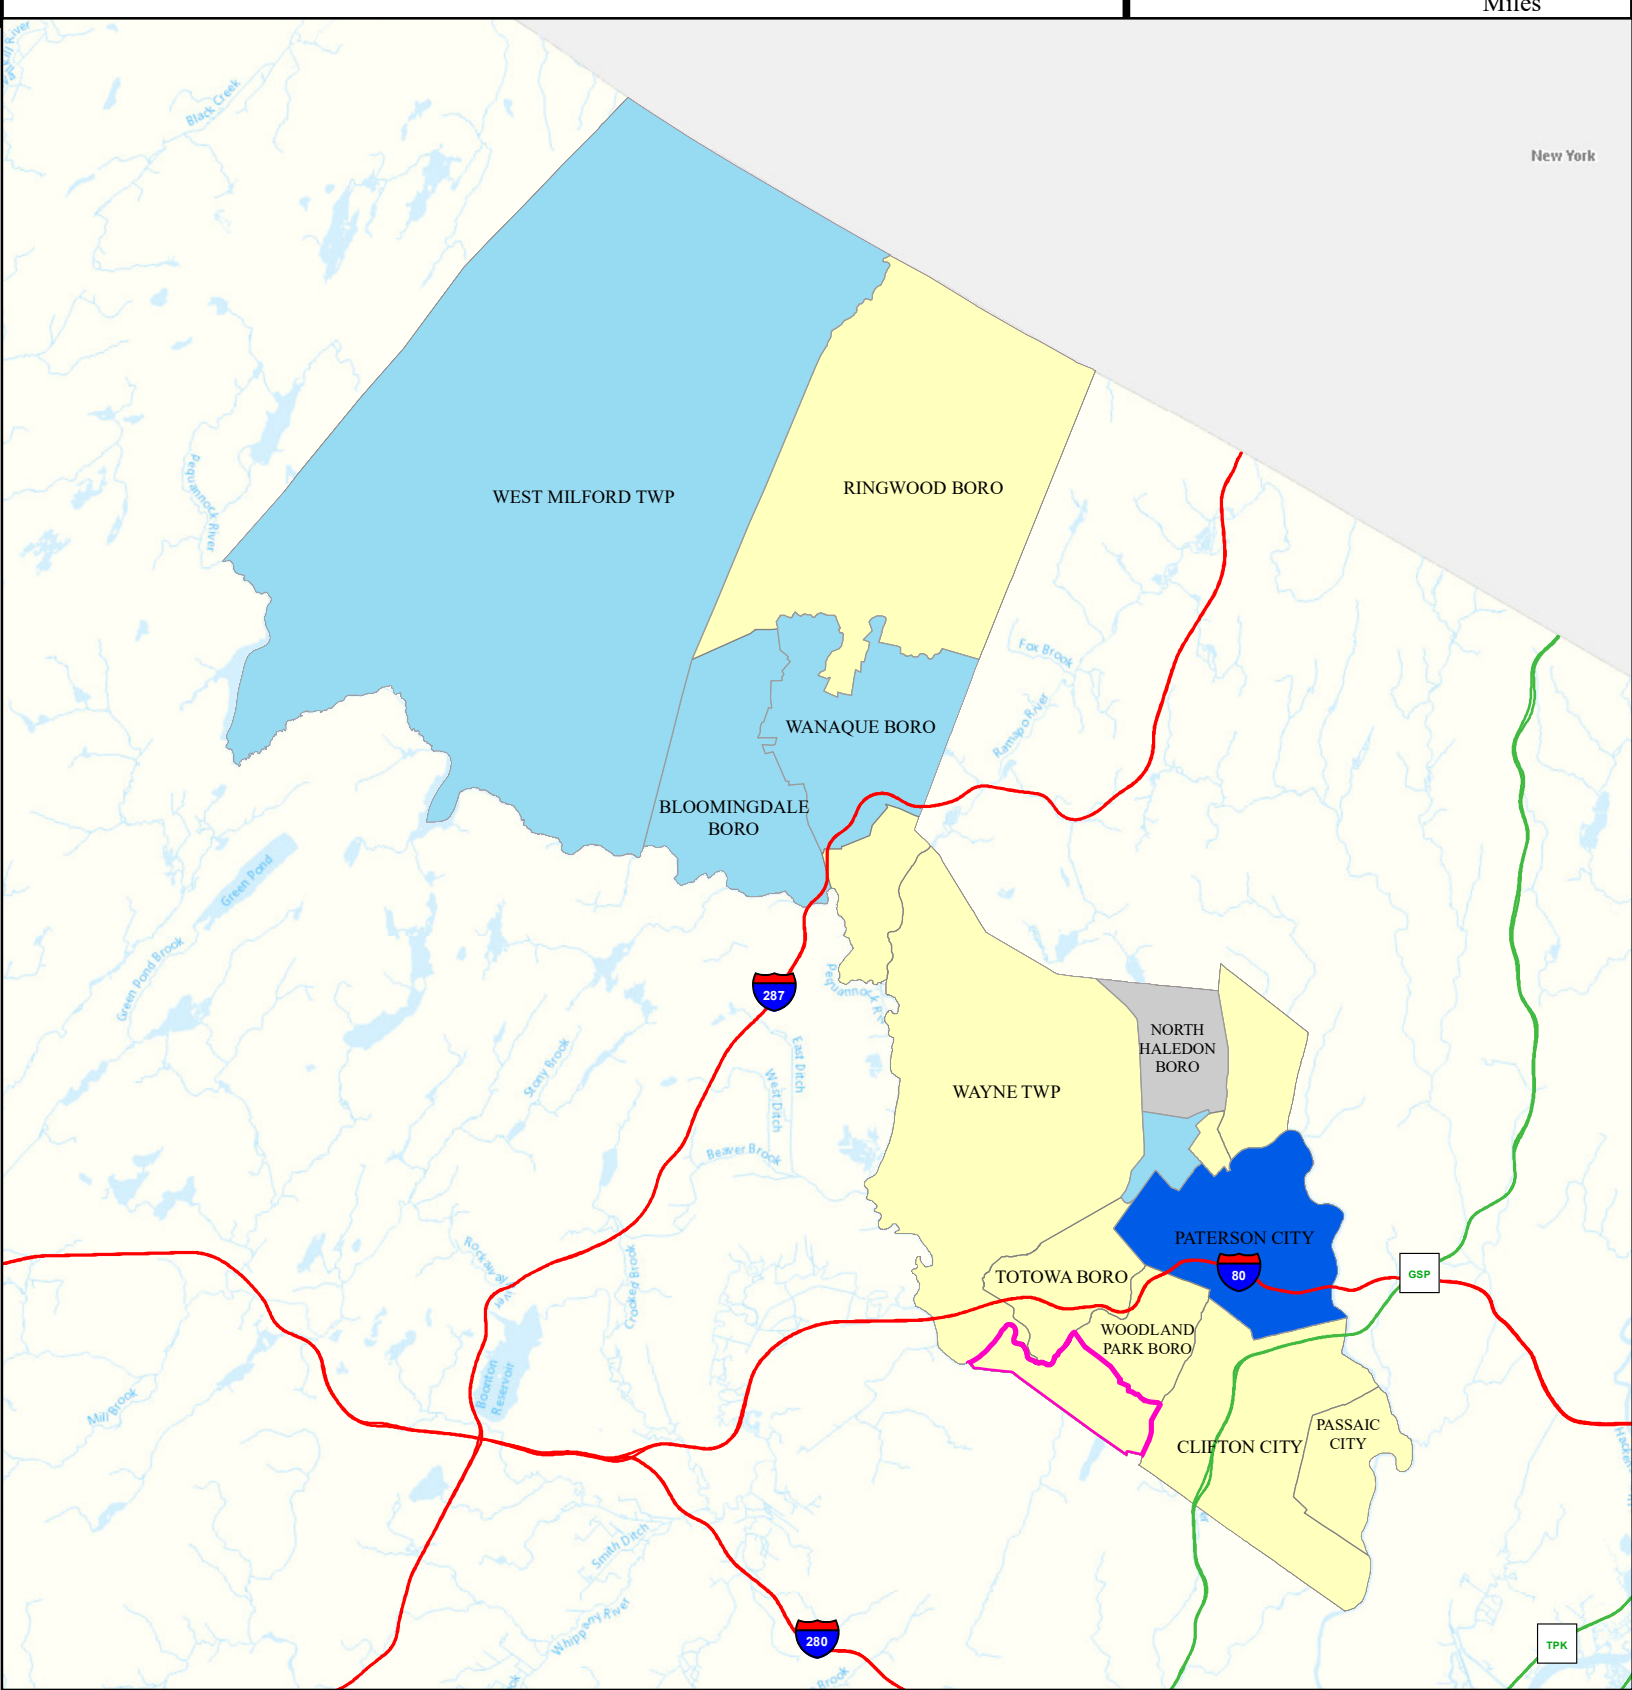 Miles
New York
Black Creek
Pequannock River
WEST MILFORD TWP
RINGWOOD BORO
Fox Brook
Ramapo River
WANAQUE BORO
BLOOMINGDALE
BORO
Green Pond
Green Pond Brook
287
Pequannock
Stony Brook
East Ditch
West Ditch
Beaver Brook
NORTH
HALEDON
BORO
WAYNE TWP
PATERSON CITY
80
GSP
TOTOWA BORO
WOODLAND
PARK BORO
Crooked Brook
Boonton
Reservoir
Mill Brook
CLIFTON CITY
PASSAIC
CITY
Smith Ditch
Whippany River
280
Brook
TPK